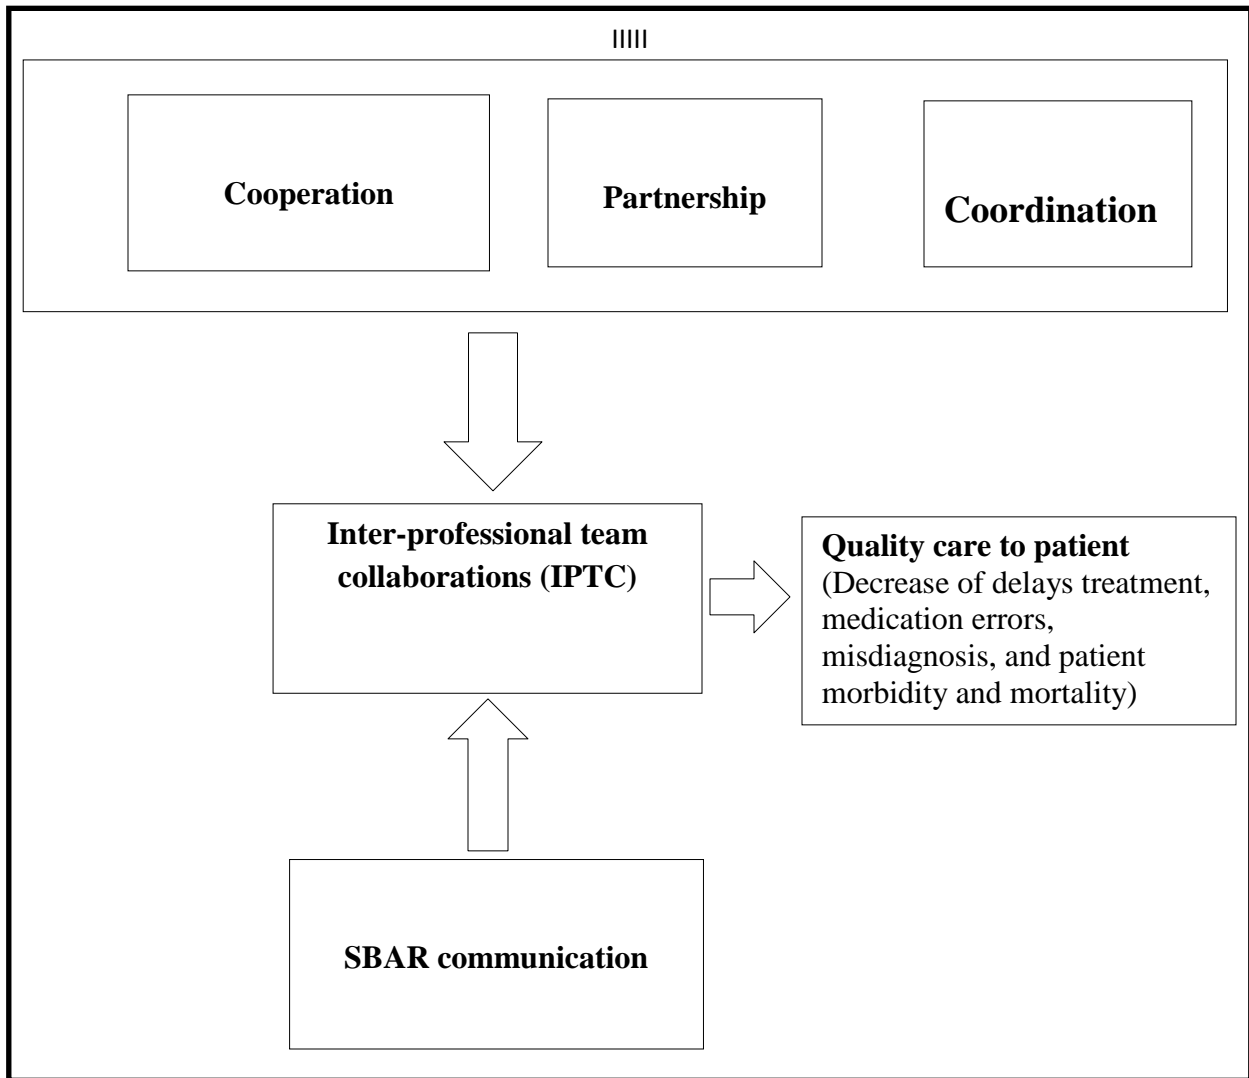 IIIII
Cooperation
Partnership
Coordination
Inter-professional team
collaborations (IPTC)
Quality care to patient
(Decrease of delays treatment,
medication errors,
misdiagnosis, and patient
morbidity and mortality)
SBAR communication